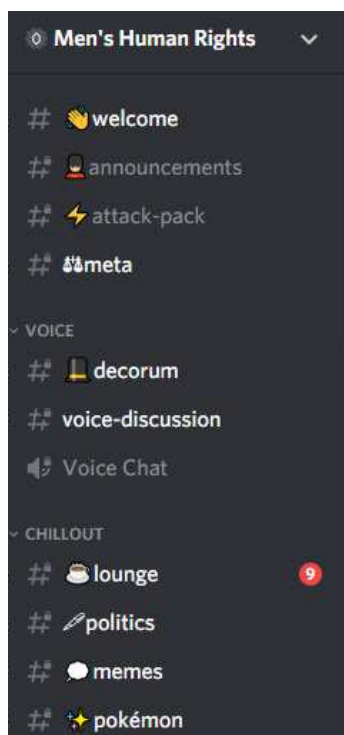 Men's Human Rights
# 👋welcome
# 💂announcements
# ⚡attack-pack
# ⚖⚖meta
VOICE
# decorum
# voice-discussion
Voice Chat
CHILLOUT
# ☕lounge 9
# 🖋politics
# 💭memes
# ✨pokémon